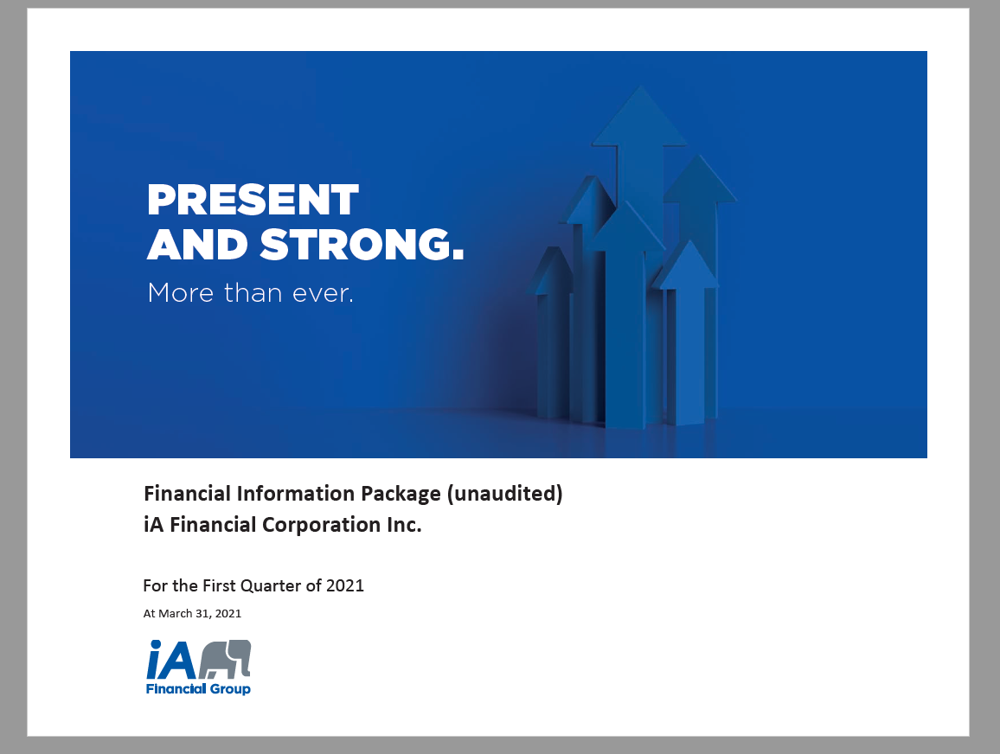 PRESENT
AND STRONG.
More than ever.
Financial Information Package (unaudited)
iA Financial Corporation Inc.
For the First Quarter of 2021
At March 31, 2021
iA
Financial Group